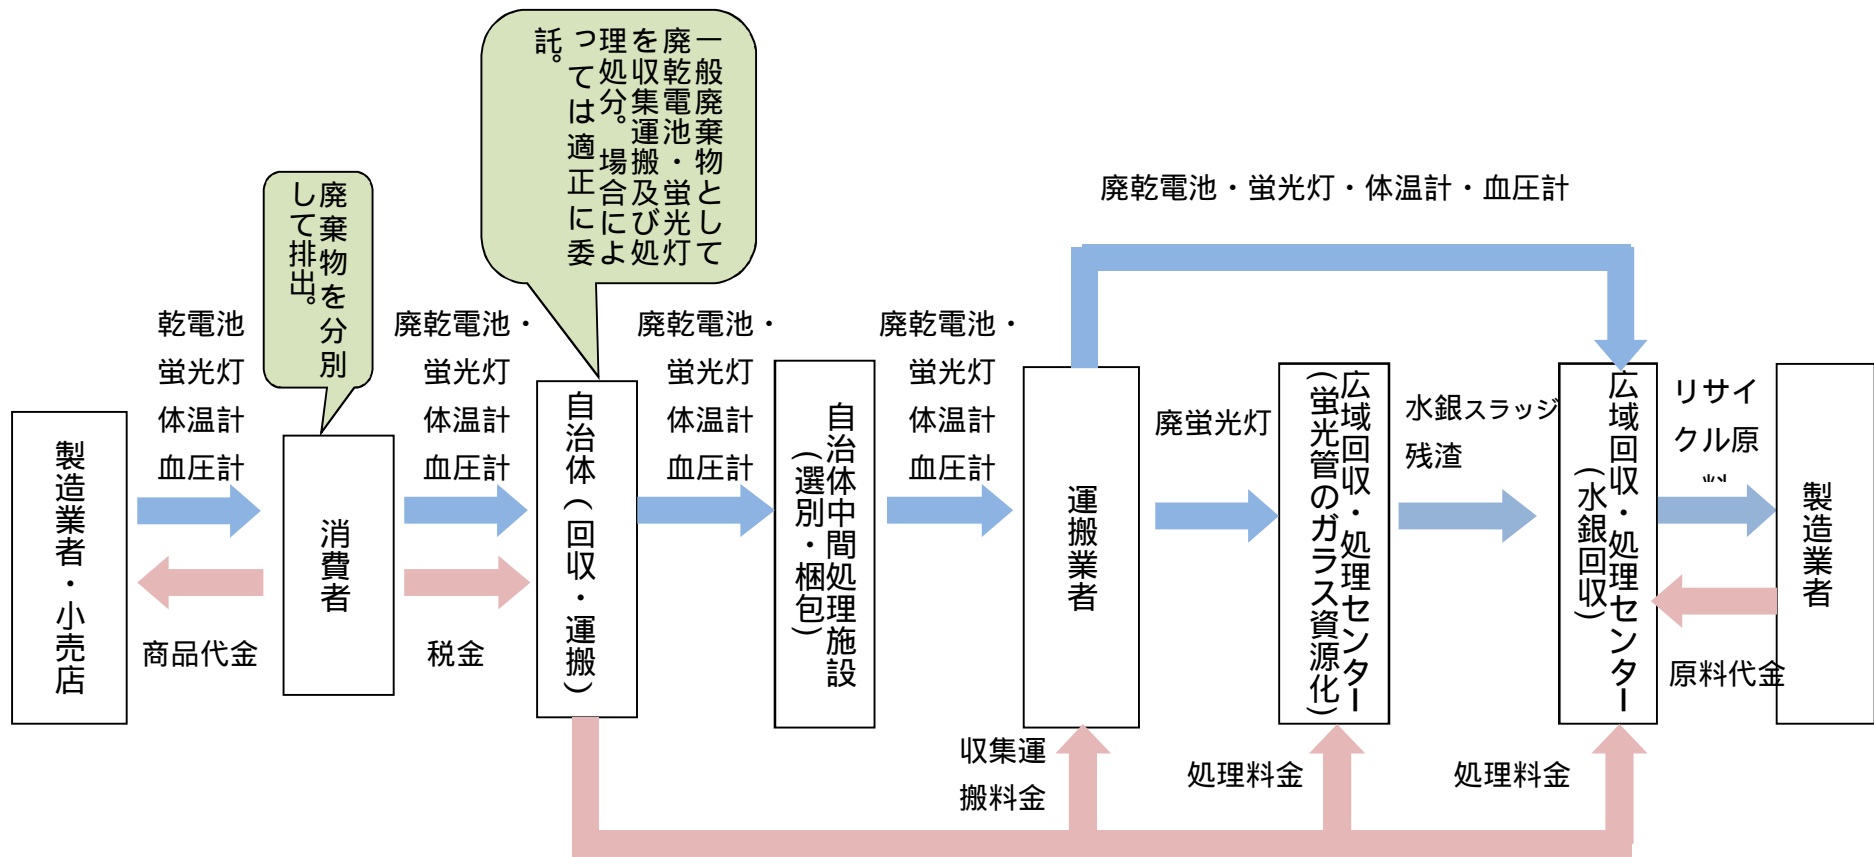 一般廃棄物として
廃乾電池・蛍光灯
を収集運搬及び処
理処分。場合によ
っては適正に委
託。
廃棄物を分別
して排出。
廃乾電池・蛍光灯・体温計・血圧計
乾電池
蛍光灯
体温計
血圧計
廃乾電池・
蛍光灯
体温計
血圧計
廃乾電池・
蛍光灯
体温計
血圧計
廃乾電池・
蛍光灯
体温計
血圧計
製造業者・小売店
消費者
自治体（回収・運搬）
自治体中間処理施設
（選別・梱包）
運搬業者
廃蛍光灯
広域回収・処理センター
（蛍光管のガラス資源化）
水銀スラッジ
残渣
広域回収・処理センター
（水銀回収）
リサイ
クル原
製造業者
商品代金
税金
原料代金
収集運
搬料金
処理料金
処理料金